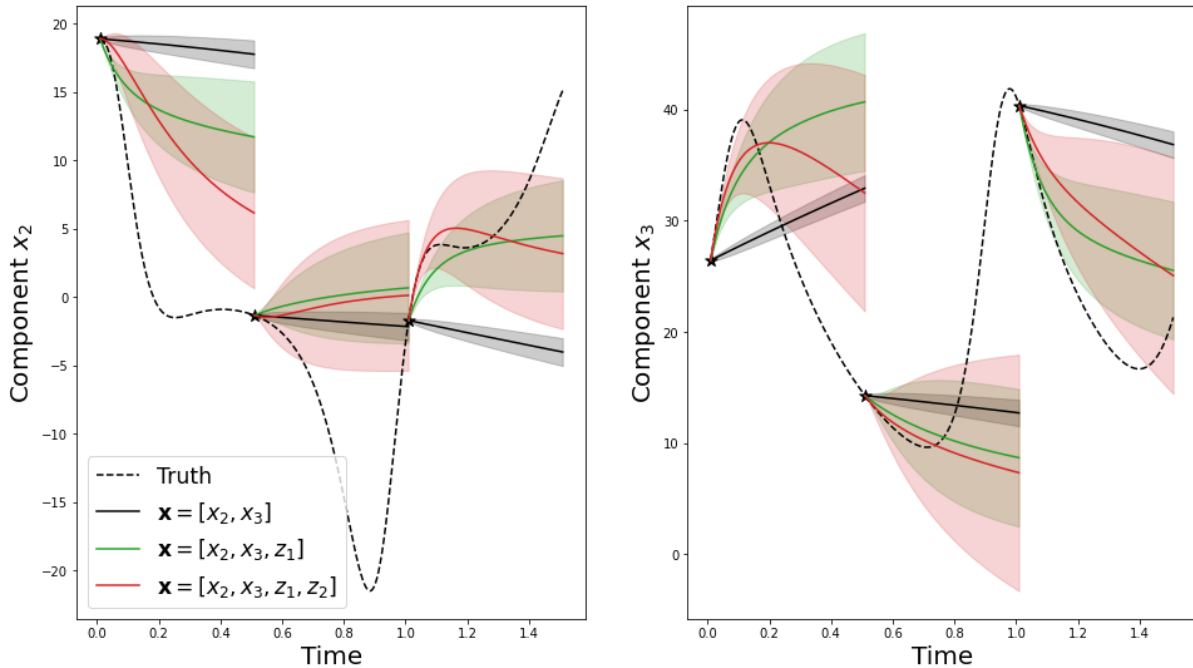 20
15
10
5
0
−5
−10
−15
−20
Component x₂
0.0 0.2 0.4 0.6 0.8 1.0 1.2 1.4
Time
Truth
𝐱 = [x₂, x₃]
𝐱 = [x₂, x₃, z₁]
𝐱 = [x₂, x₃, z₁, z₂]
40
30
20
10
0
Component x₃
0.0 0.2 0.4 0.6 0.8 1.0 1.2 1.4
Time